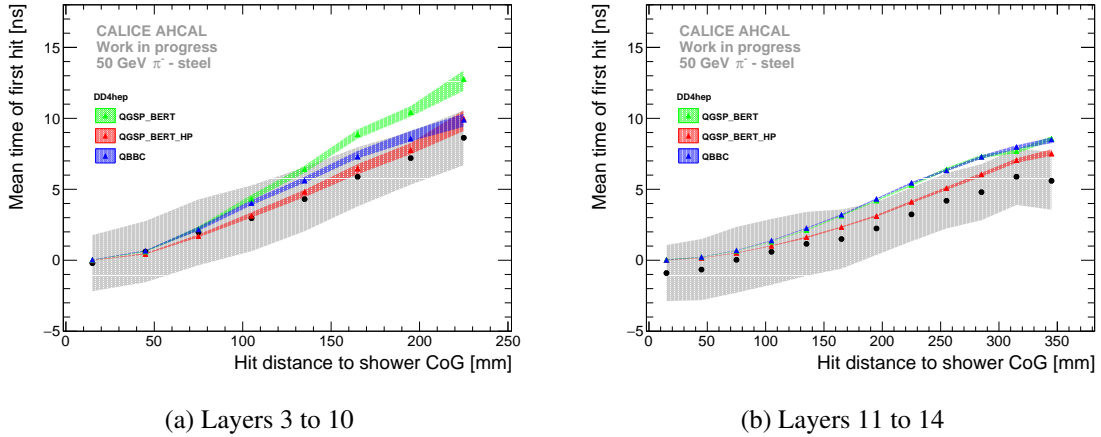 Mean time of first hit [ns]
15
10
5
0
−5
CALICE AHCAL
Work in progress
50 GeV π⁻ - steel
DD4hep
QGSP_BERT
QGSP_BERT_HP
QBBC
0 50 100 150 200 250
Hit distance to shower CoG [mm]
(a) Layers 3 to 10
Mean time of first hit [ns]
15
10
5
0
−5
CALICE AHCAL
Work in progress
50 GeV π⁻ - steel
DD4hep
QGSP_BERT
QGSP_BERT_HP
QBBC
0 50 100 150 200 250 300 350
Hit distance to shower CoG [mm]
(b) Layers 11 to 14